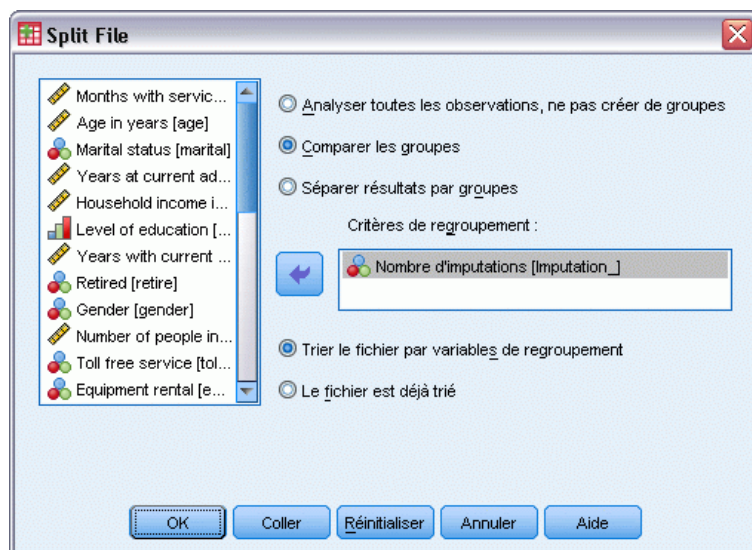 Split File
Months with servic...
Age in years [age]
Marital status [marital]
Years at current ad...
Household income i...
Level of education [...
Years with current ...
Retired [retire]
Gender [gender]
Number of people in...
Toll free service [tol...
Equipment rental [e...
Analyser toutes les observations, ne pas créer de groupes
Comparer les groupes
Séparer résultats par groupes
Critères de regroupement :
Nombre d'imputations [Imputation_]
Trier le fichier par variables de regroupement
Le fichier est déjà trié
OK
Coller
Réinitialiser
Annuler
Aide